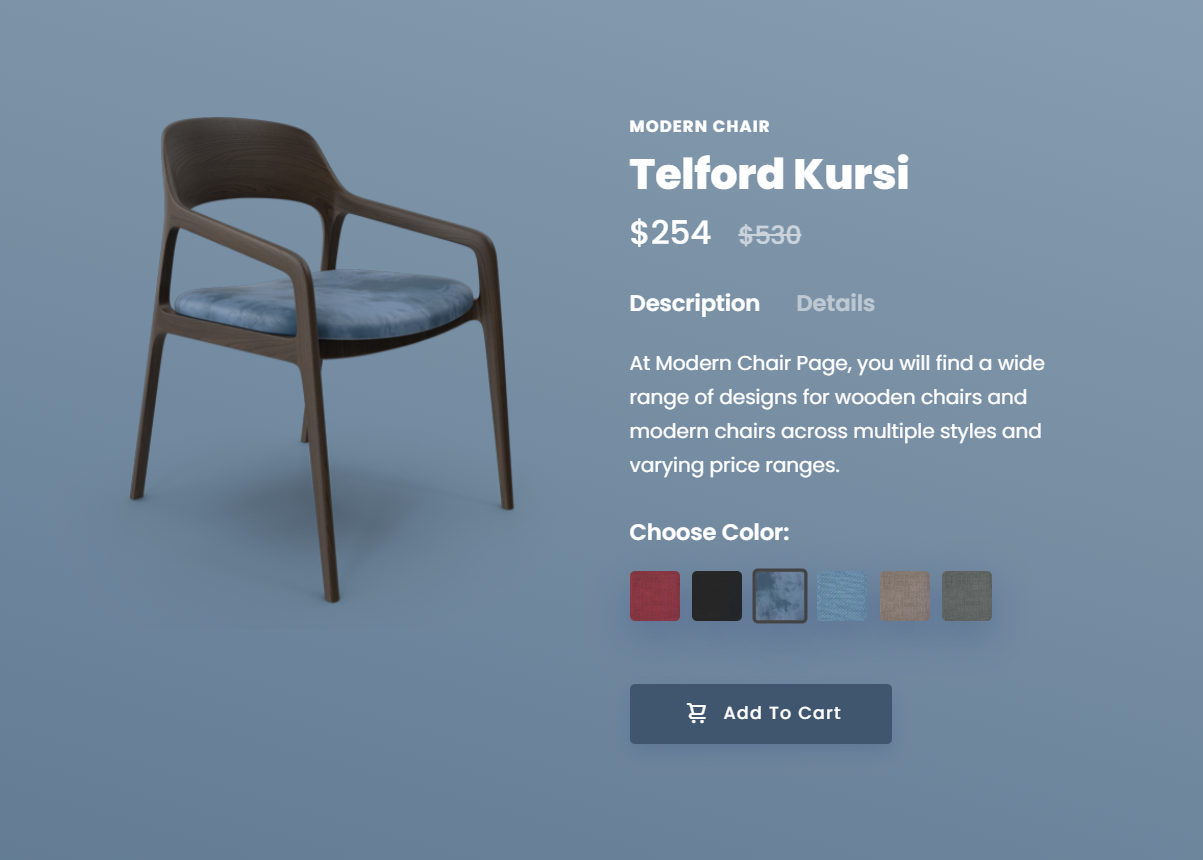 MODERN CHAIR
Telford Kursi
$254 $530
Description Details
At Modern Chair Page, you will find a wide
range of designs for wooden chairs and
modern chairs across multiple styles and
varying price ranges.
Choose Color:
Add To Cart